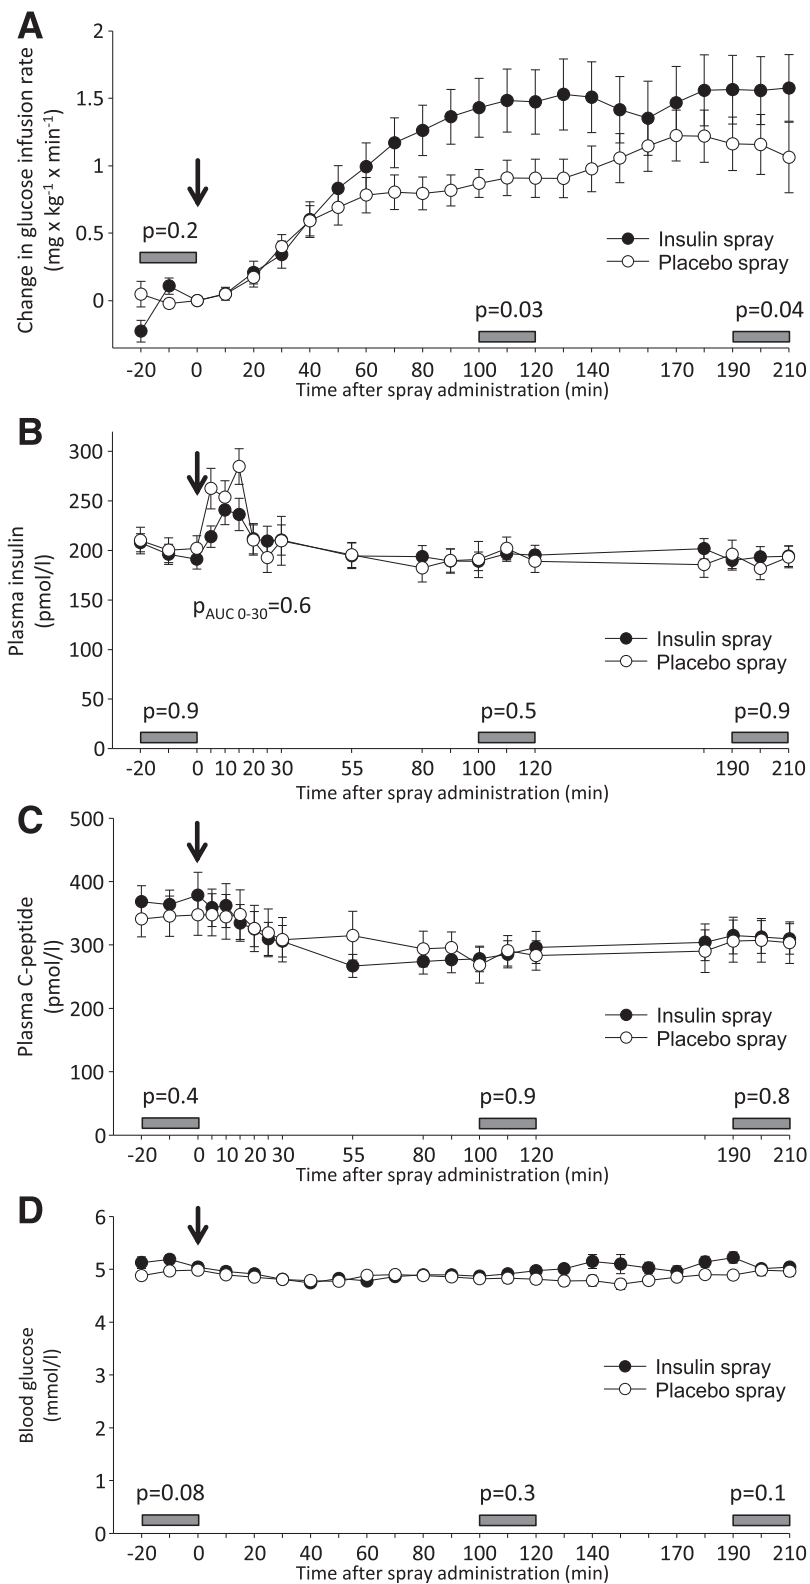 A
Change in glucose infusion rate
(mg x kg⁻¹ x min⁻¹)
2
1.5
1
0.5
0
p=0.2
Insulin spray
Placebo spray
p=0.03
p=0.04
-20 0 20 40 60 80 100 120 140 170 190 210
Time after spray administration (min)
B
Plasma insulin
(pmol/l)
300
250
200
150
100
50
0
pAUC 0-30=0.6
Insulin spray
Placebo spray
p=0.9
p=0.5
p=0.9
-20 0 10 20 30 55 80 100 120 190 210
Time after spray administration (min)
C
Plasma C-peptide
(pmol/l)
500
400
300
200
100
0
Insulin spray
Placebo spray
p=0.4
p=0.9
p=0.8
-20 0 10 20 30 55 80 100 120 190 210
Time after spray administration (min)
D
Blood glucose
(mmol/l)
6
5
4
3
2
1
0
Insulin spray
Placebo spray
p=0.08
p=0.3
p=0.1
-20 0 20 40 60 80 100 120 140 170 190 210
Time after spray administration (min)